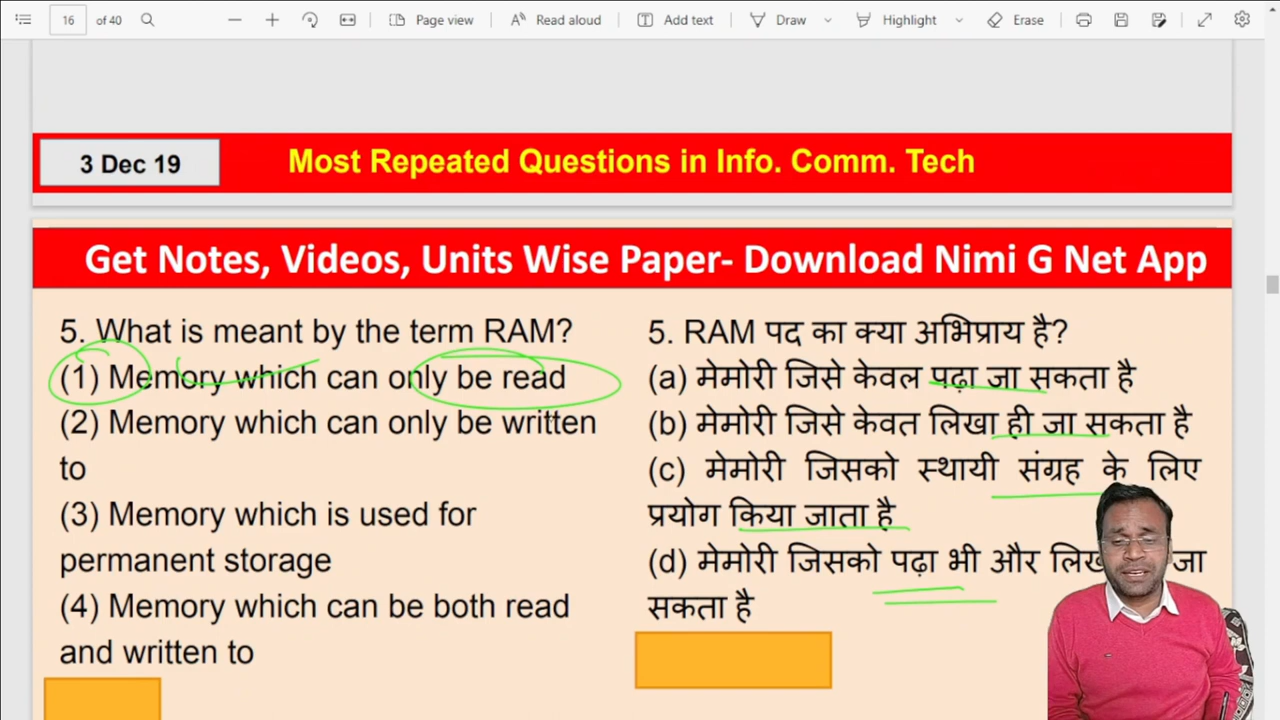 16 of 40 Page view Read aloud Add text Draw Highlight Erase
3 Dec 19
Most Repeated Questions in Info. Comm. Tech
Get Notes, Videos, Units Wise Paper- Download Nimi G Net App
5. What is meant by the term RAM?
(1) Memory which can only be read
(2) Memory which can only be written
to
(3) Memory which is used for
permanent storage
(4) Memory which can be both read
and written to
5. RAM पद का क्या अभिप्राय है?
(a) मेमोरी जिसे केवल पढ़ा जा सकता है
(b) मेमोरी जिसे केवत लिखा ही जा सकता है
(c) मेमोरी जिसको स्थायी संग्रह के लिए
प्रयोग किया जाता है
(d) मेमोरी जिसको पढ़ा भी और जा
सकता है